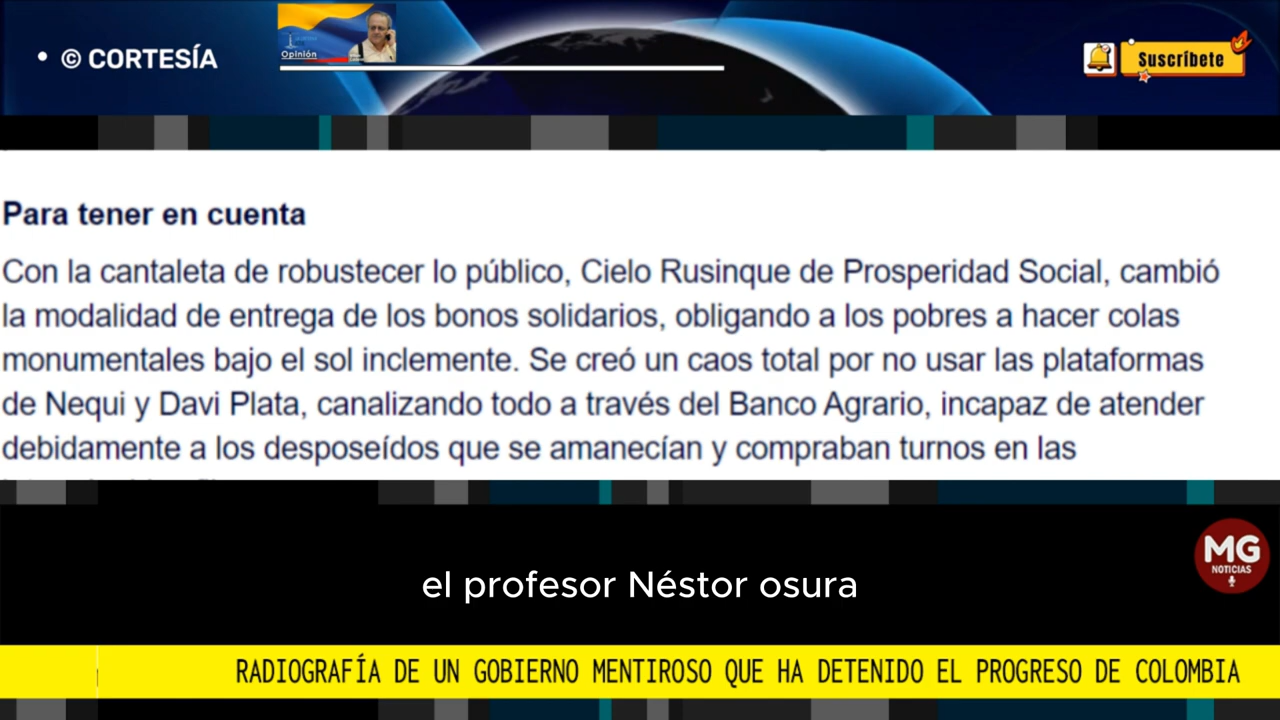 • © CORTESÍA
Opinión
Suscríbete
Para tener en cuenta
Con la cantaleta de robustecer lo público, Cielo Rusinque de Prosperidad Social, cambió
la modalidad de entrega de los bonos solidarios, obligando a los pobres a hacer colas
monumentales bajo el sol inclemente. Se creó un caos total por no usar las plataformas
de Nequi y Davi Plata, canalizando todo a través del Banco Agrario, incapaz de atender
debidamente a los desposeídos que se amanecían y compraban turnos en las
MG
NOTICIAS
el profesor Néstor osura
RADIOGRAFÍA DE UN GOBIERNO MENTIROSO QUE HA DETENIDO EL PROGRESO DE COLOMBIA